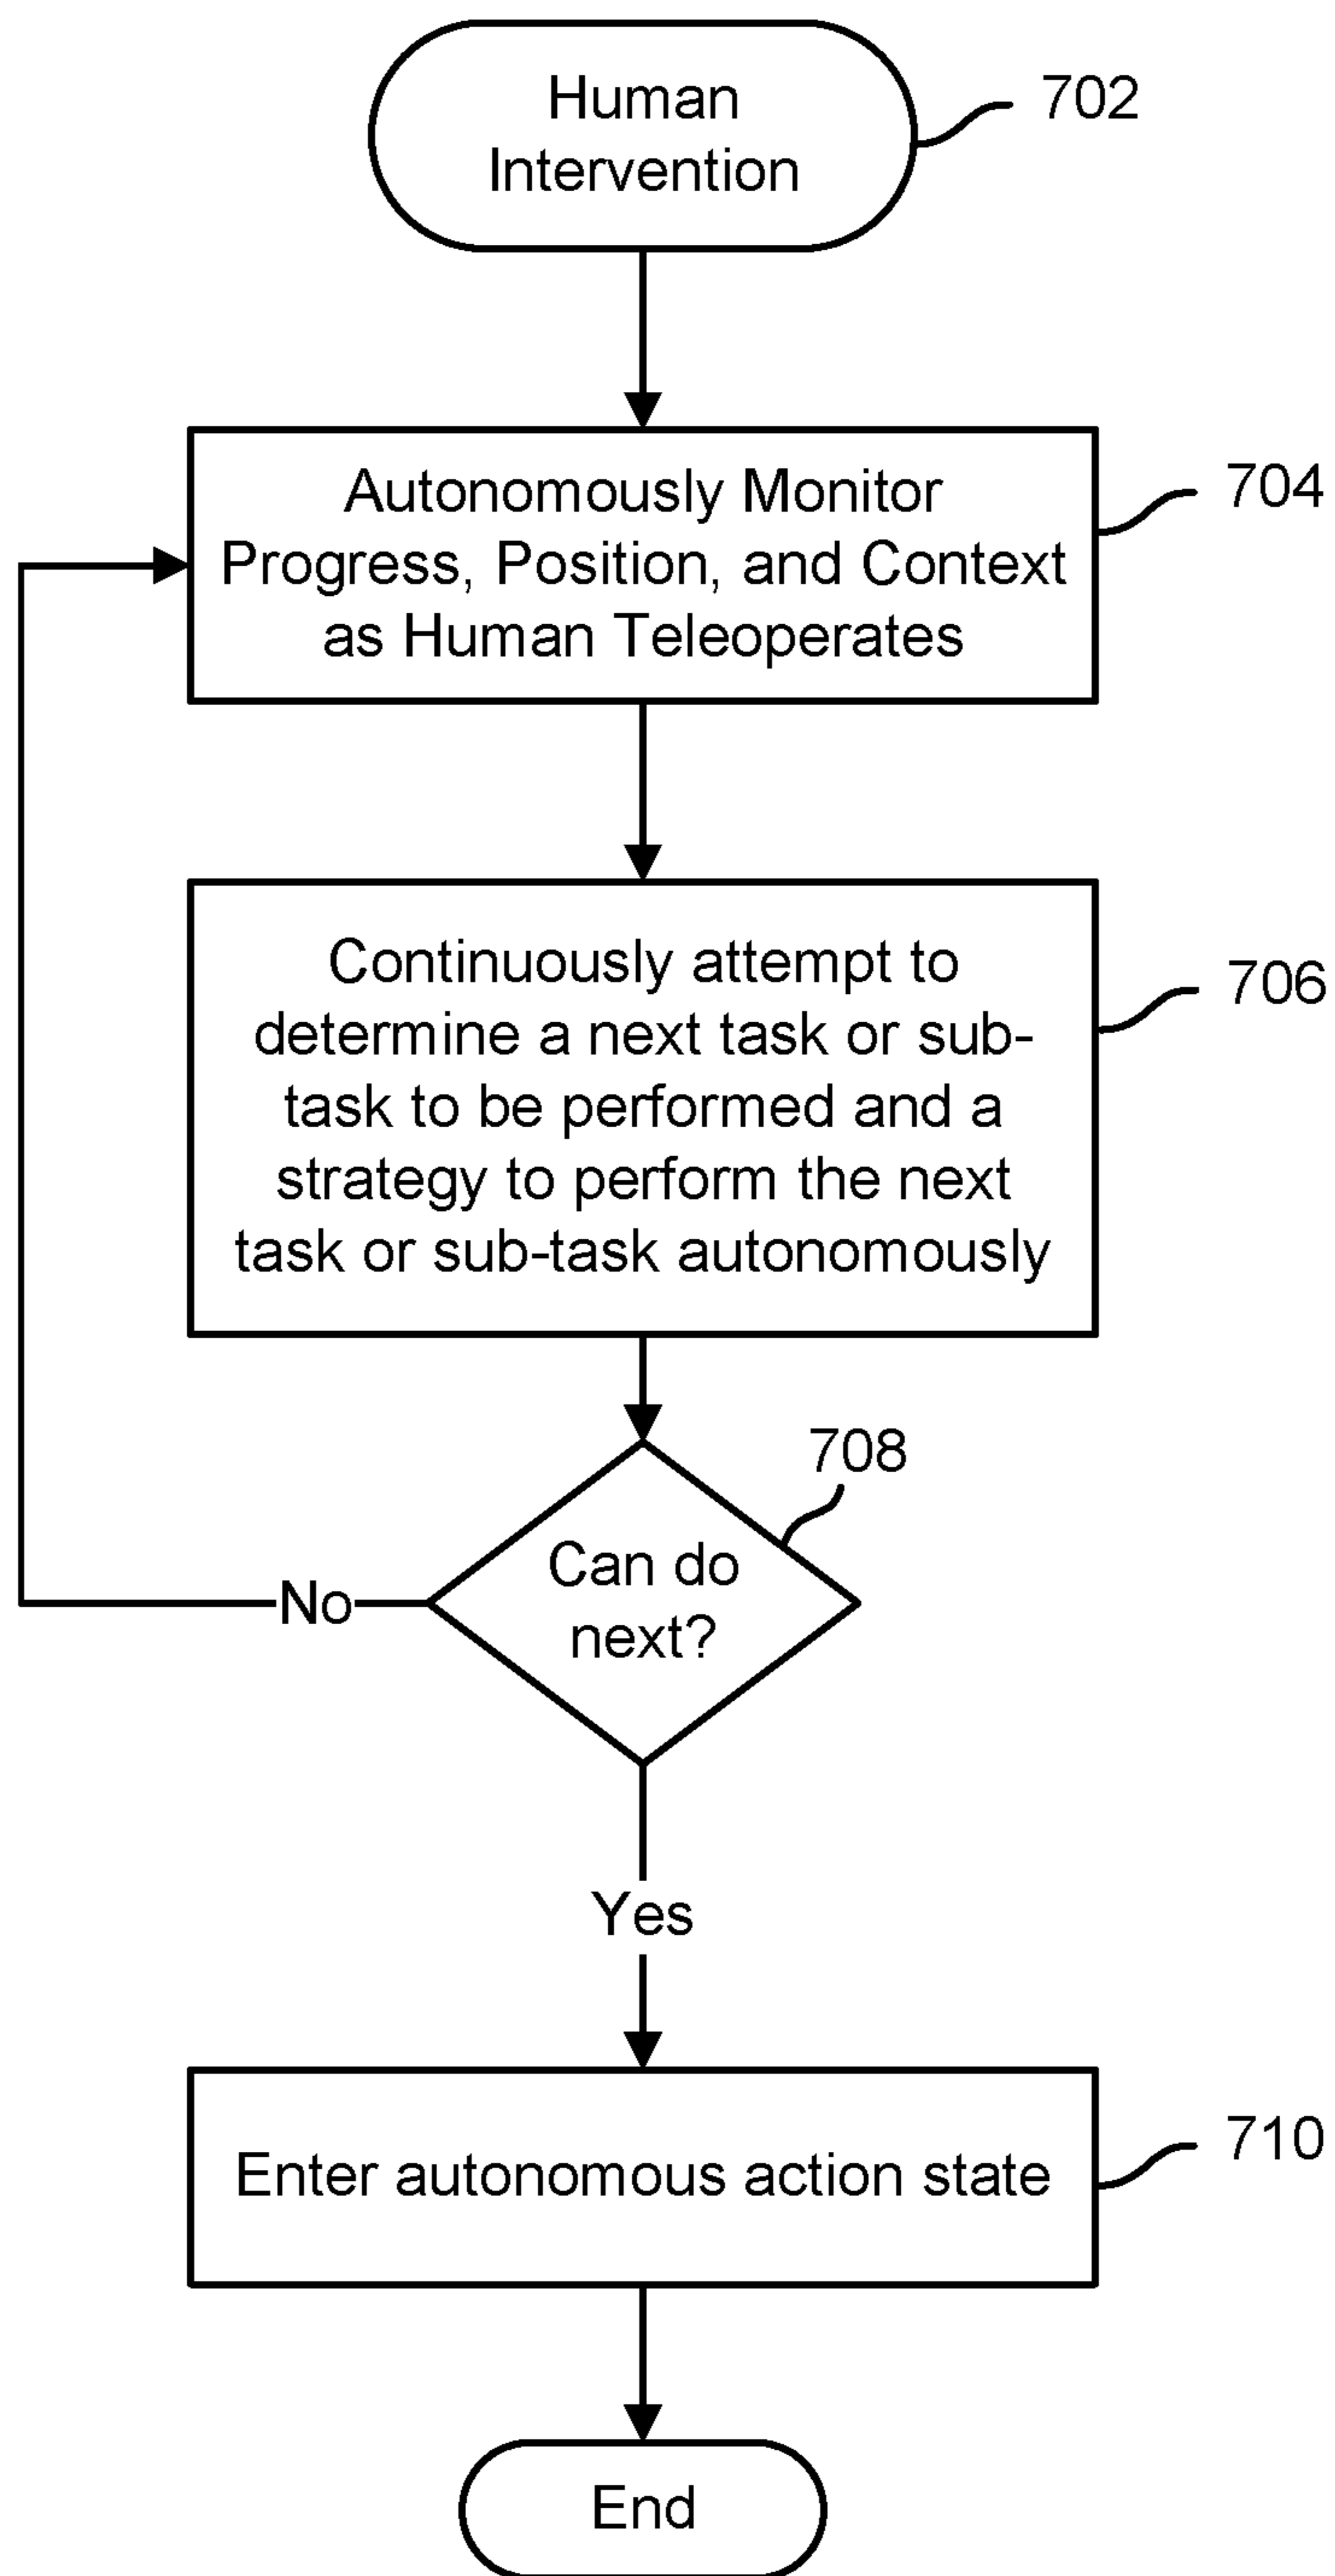 Human
Intervention
702
Autonomously Monitor
Progress, Position, and Context
as Human Teleoperates
704
Continuously attempt to
determine a next task or sub-
task to be performed and a
strategy to perform the next
task or sub-task autonomously
706
708
Can do
next?
No
Yes
Enter autonomous action state
710
End